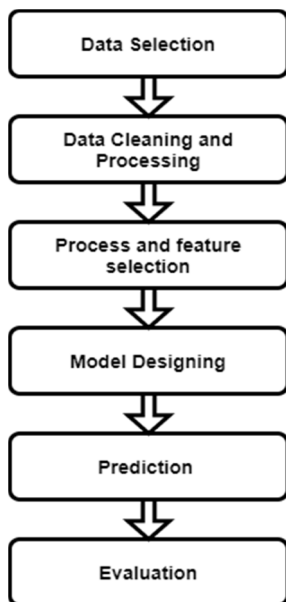 Data Selection
Data Cleaning and
Processing
Process and feature
selection
Model Designing
Prediction
Evaluation